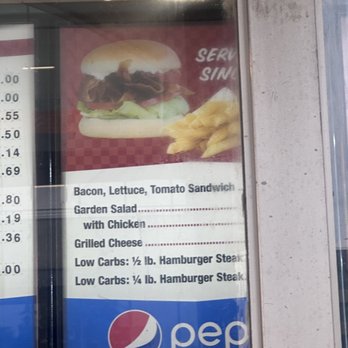 .00
.00
.55
.50
.14
.69
.80
.19
.36
.00
SERV
SINC
Bacon, Lettuce, Tomato Sandwich ..
Garden Salad..............................
with Chicken ...........................
Grilled Cheese ............................
Low Carbs: ½ lb. Hamburger Steak
Low Carbs: ¼ lb. Hamburger Steak.
pep